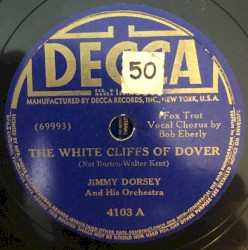 DECCA
50
MANUFACTURED BY DECCA RECORDS, INC., NEW YORK, U.S.A.
(69993)
Fox Trot
Vocal Chorus by
Bob Eberly
THE WHITE CLIFFS OF DOVER
(Nat Burton-Walter Kent)
JIMMY DORSEY
And His Orchestra
4103 A